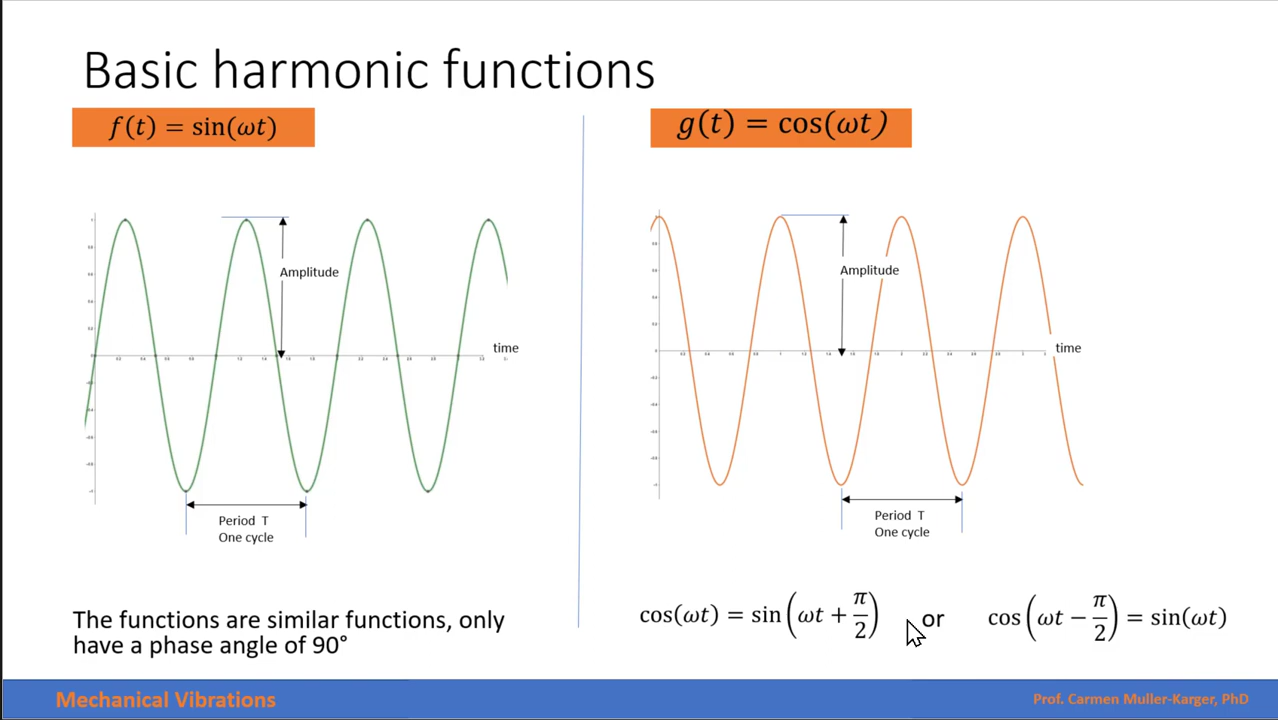 Basic harmonic functions
f(t) = sin(ωt)
g(t) = cos(ωt)
Amplitude
time
Period T
One cycle
Amplitude
time
Period T
One cycle
The functions are similar functions, only
have a phase angle of 90°
cos(ωt) = sin(ωt + π/2) or cos(ωt − π/2) = sin(ωt)
Mechanical Vibrations
Prof. Carmen Muller-Karger, PhD